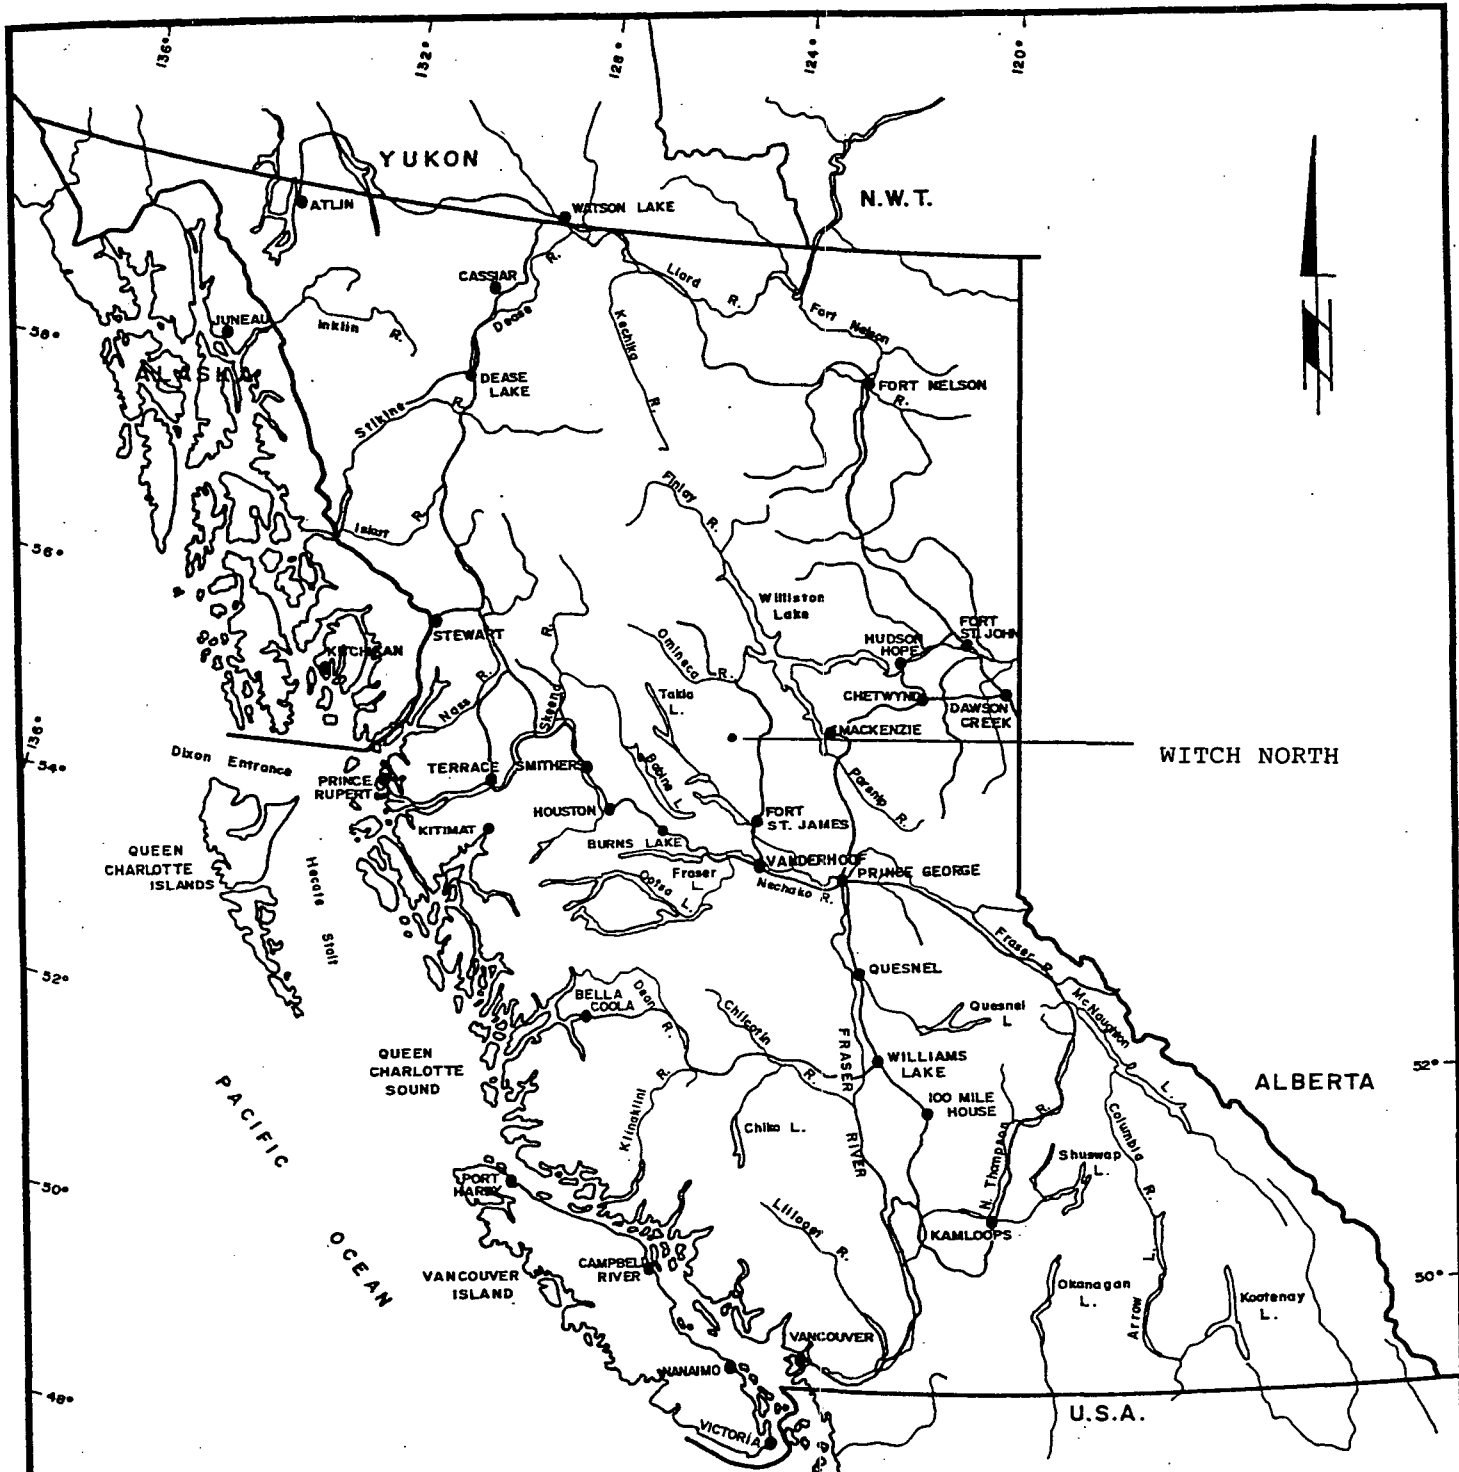 136°
132°
128°
124°
120°
YUKON
N.W.T.
ATLIN
WATSON LAKE
CASSIAR
R.
Liard
R.
Dease
Kechika
R.
Fort Nelson
JUNEAU
Inklin
R.
58°
ALASKA
DEASE
LAKE
FORT NELSON
R.
Stikine
R.
Finlay
R.
Iskut
R.
56°
Williston
Lake
FORT
ST. JOHN
HUDSON
HOPE
STEWART
KETCHIKAN
R.
Omineca
R.
Nass
R.
Skeena
Takla
L.
CHETWYND
DAWSON
CREEK
MACKENZIE
WITCH NORTH
136°
54°
Dixon Entrance
PRINCE
RUPERT
TERRACE
SMITHERS
Babine L.
Parsnip
R.
HOUSTON
FORT
ST. JAMES
KITIMAT
BURNS LAKE
VANDERHOOF
PRINCE GEORGE
QUEEN
CHARLOTTE
ISLANDS
Hecate
Stait
Fraser
L.
Ootsa
L.
Nechako R.
Fraser R.
52°
QUESNEL
BELLA
COOLA
Dean
R.
Chilcotin
R.
Quesnel
L
McNaughton
L.
QUEEN
CHARLOTTE
SOUND
FRASER
RIVER
WILLIAMS
LAKE
52°
ALBERTA
PACIFIC
OCEAN
Klinaklini
R.
100 MILE
HOUSE
Chilko L.
N. Thompson
R.
Columbia
R.
Shuswap
L.
50°
PORT
HARDY
Lillooet
R.
KAMLOOPS
CAMPBELL
RIVER
VANCOUVER
ISLAND
Okanagan
L.
Arrow
L.
Kootenay
L.
50°
VANCOUVER
NANAIMO
48°
U.S.A.
VICTORIA